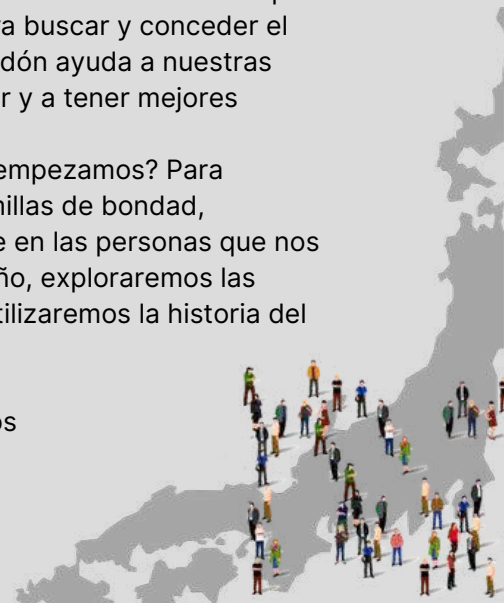 ra buscar y conceder el
dón ayuda a nuestras
r y a tener mejores
empezamos? Para
illas de bondad,
e en las personas que nos
ño, exploraremos las
tilizaremos la historia del
os